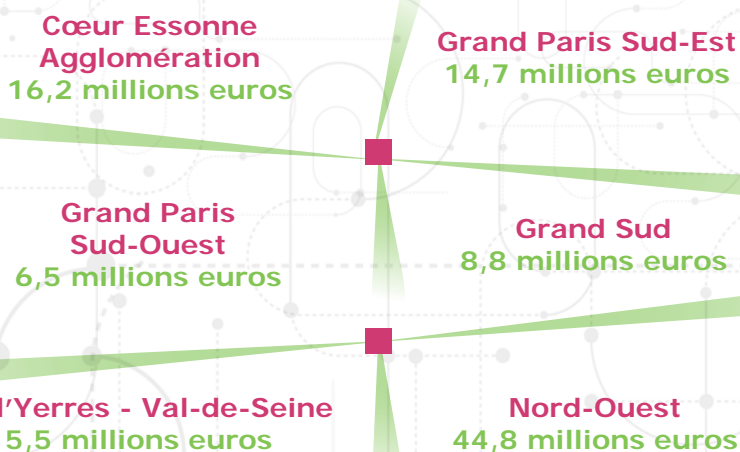 Cœur Essonne
Agglomération
16,2 millions euros
Grand Paris Sud-Est
14,7 millions euros
Grand Paris
Sud-Ouest
6,5 millions euros
Grand Sud
8,8 millions euros
d'Yerres - Val-de-Seine
5,5 millions euros
Nord-Ouest
44,8 millions euros